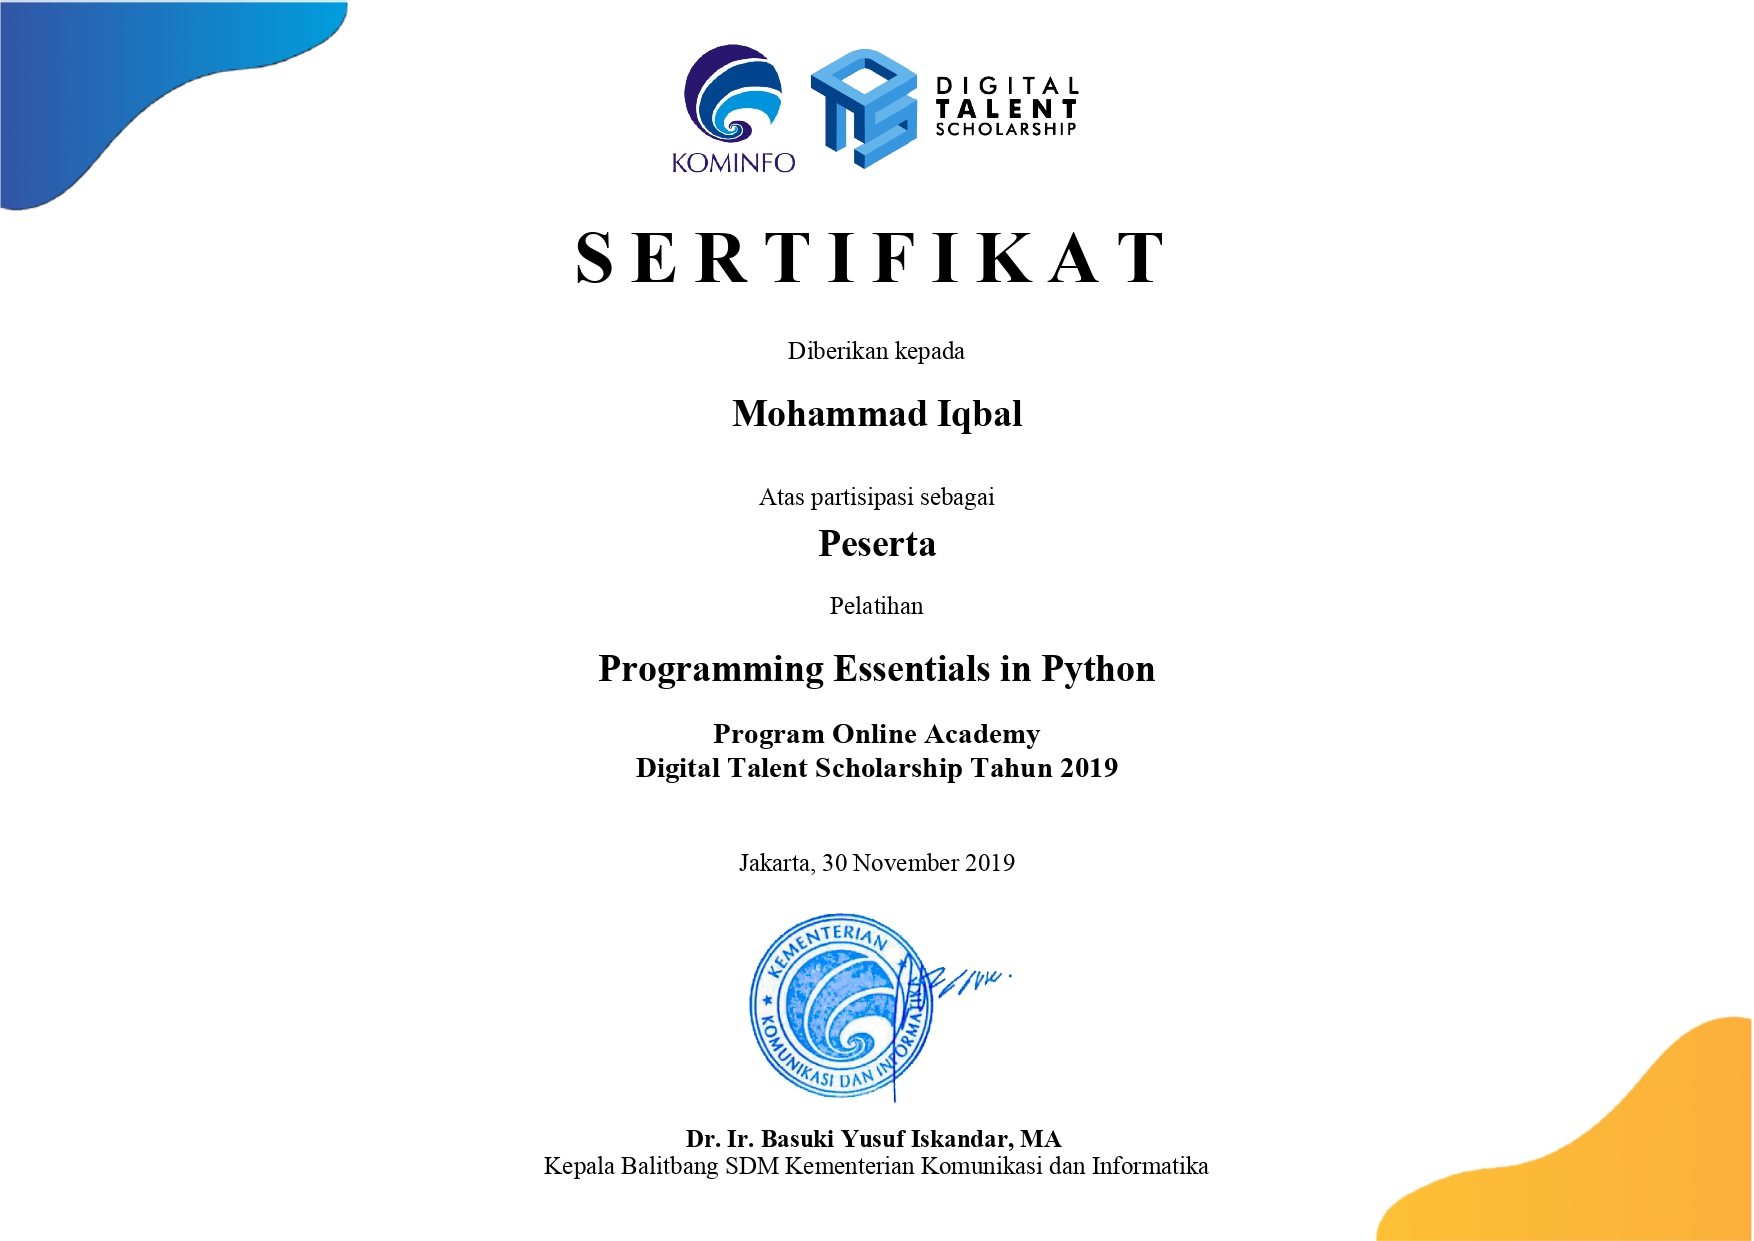 KOMINFO
DIGITAL
TALENT
SCHOLARSHIP
SERTIFIKAT
Diberikan kepada
Mohammad Iqbal
Atas partisipasi sebagai
Peserta
Pelatihan
Programming Essentials in Python
Program Online Academy
Digital Talent Scholarship Tahun 2019
Jakarta, 30 November 2019
KEMENTERIAN
KOMUNIKASI DAN INFORMATIKA
Dr. Ir. Basuki Yusuf Iskandar, MA
Kepala Balitbang SDM Kementerian Komunikasi dan Informatika